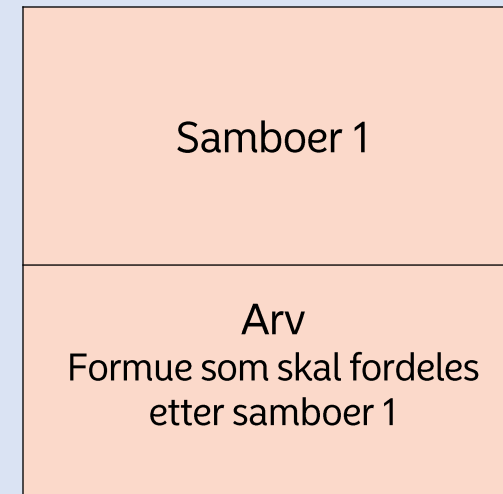 Samboer 1
Arv
Formue som skal fordeles
etter samboer 1